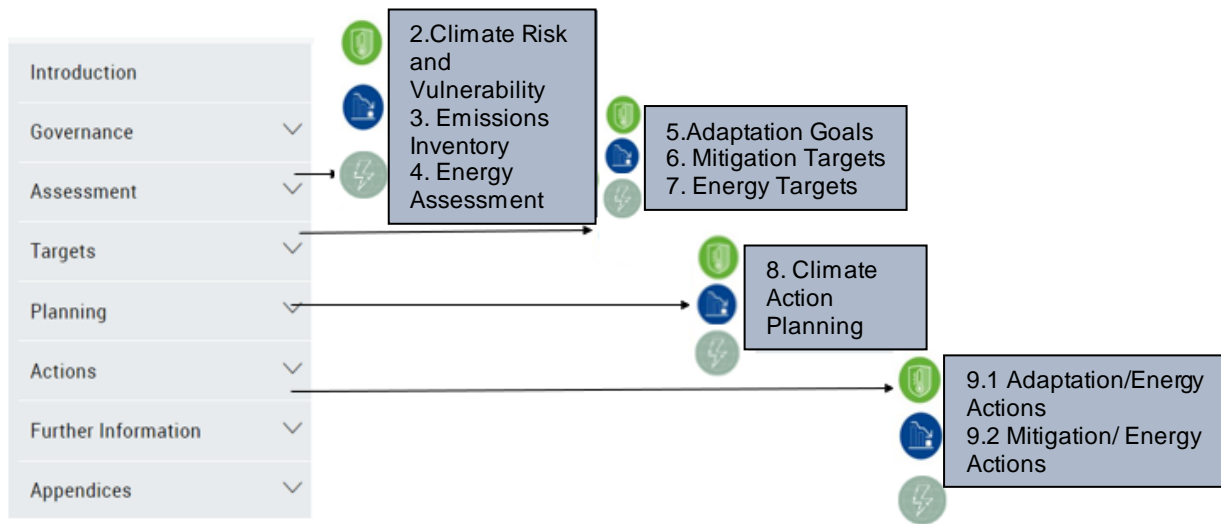 Introduction
Governance
Assessment
Targets
Planning
Actions
Further Information
Appendices
2.Climate Risk
and
Vulnerability
3. Emissions
Inventory
4. Energy
Assessment
5.Adaptation Goals
6. Mitigation Targets
7. Energy Targets
8. Climate
Action
Planning
9.1 Adaptation/Energy
Actions
9.2 Mitigation/ Energy
Actions